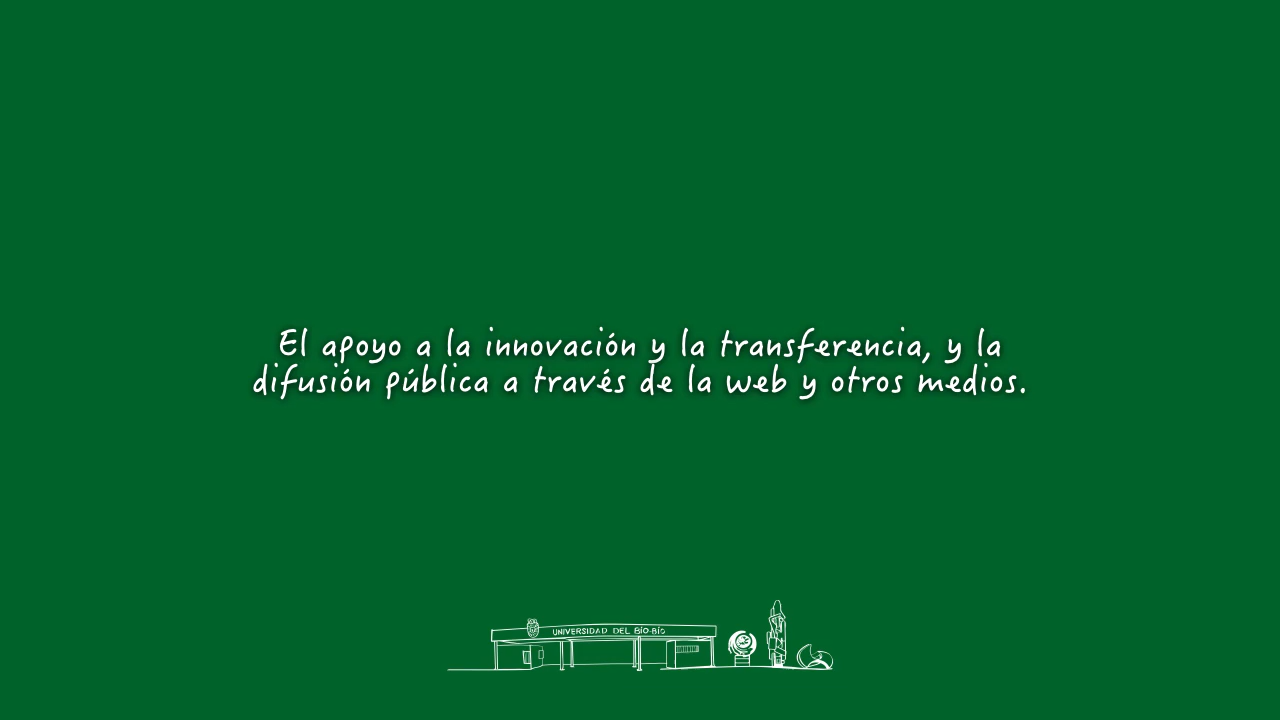 El apoyo a la innovación y la transferencia, y la
difusión pública a través de la web y otros medios.
UNIVERSIDAD DEL BÍO-BÍO